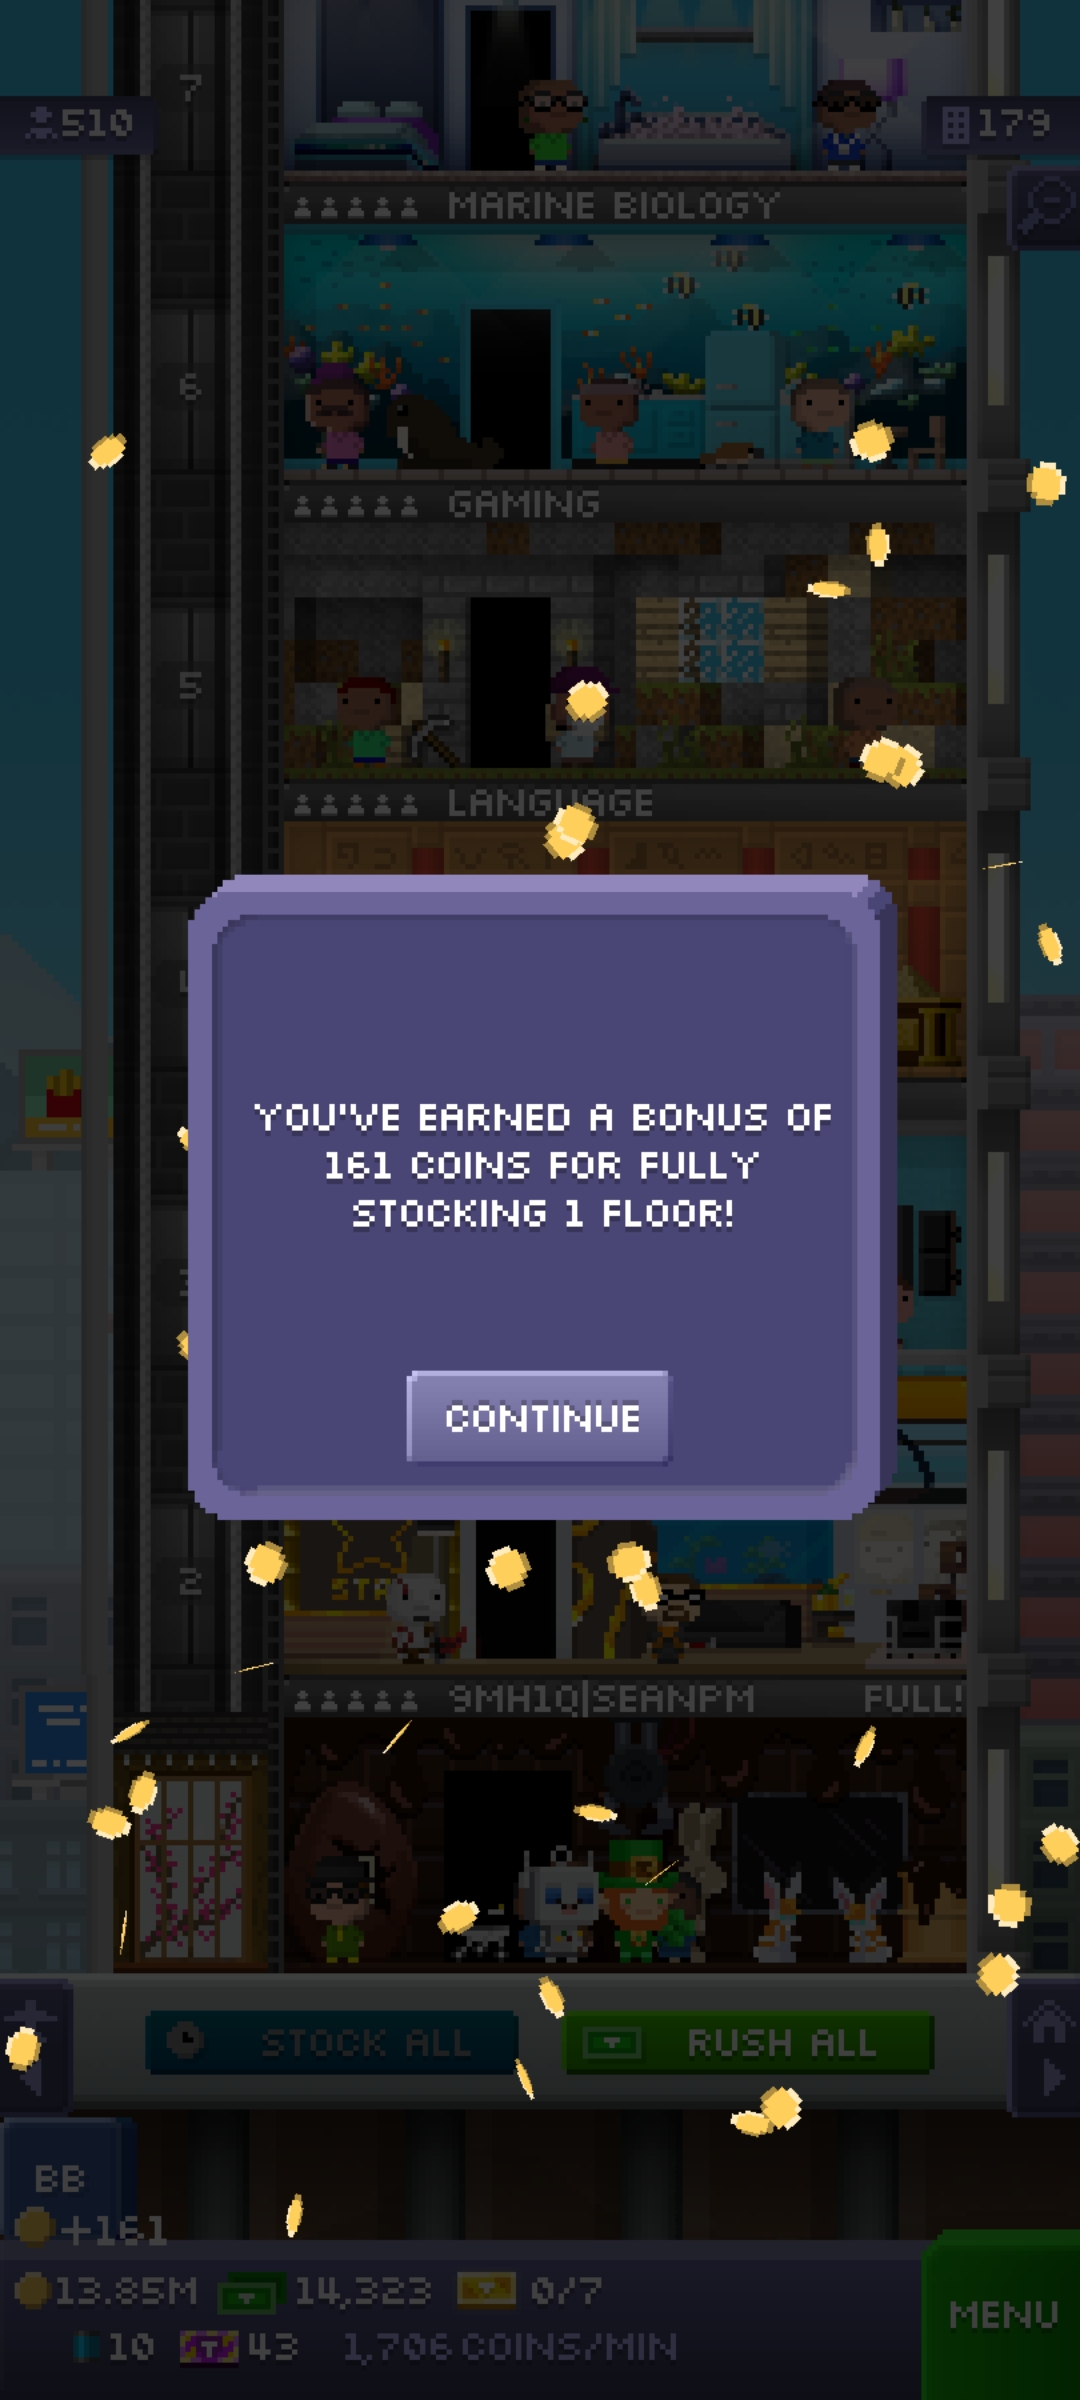 7
510
179
MARINE BIOLOGY
6
GAMING
5
LANGUAGE
YOU'VE EARNED A BONUS OF
161 COINS FOR FULLY
STOCKING 1 FLOOR!
CONTINUE
2
9MH1Q|SEANPM FULL!
STOCK ALL
RUSH ALL
BB
+161
13.85M 14,323 0/7
10 43 1,706 COINS/MIN
MENU